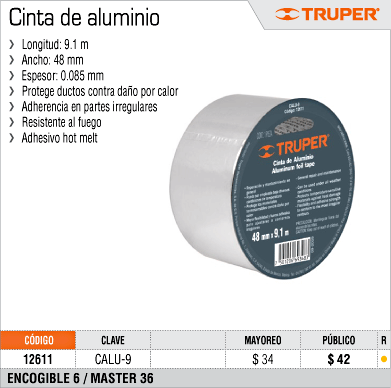 Cinta de aluminio
TRUPER®
❯ Longitud: 9.1 m
❯ Ancho: 48 mm
❯ Espesor: 0.085 mm
❯ Protege ductos contra daño por calor
❯ Adherencia en partes irregulares
❯ Resistente al fuego
❯ Adhesivo hot melt
CALU-9
TRUPER®
Cinta de Aluminio
Aluminum foil tape
48 mm x 9,1 m
CÓDIGO CLAVE MAYOREO PÚBLICO R
12611 CALU-9 $ 34 $ 42
ENCOGIBLE 6 / MASTER 36